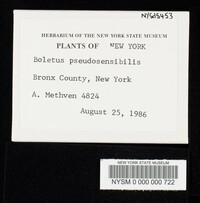 NYS15453
HERBARIUM OF THE NEW YORK STATE MUSEUM
PLANTS OF NEW YORK
Boletus pseudosensibilis
Bronx County, New York
A. Methven 4824
August 25, 1986
NEW YORK STATE MUSEUM
NYSM 0 000 000 722